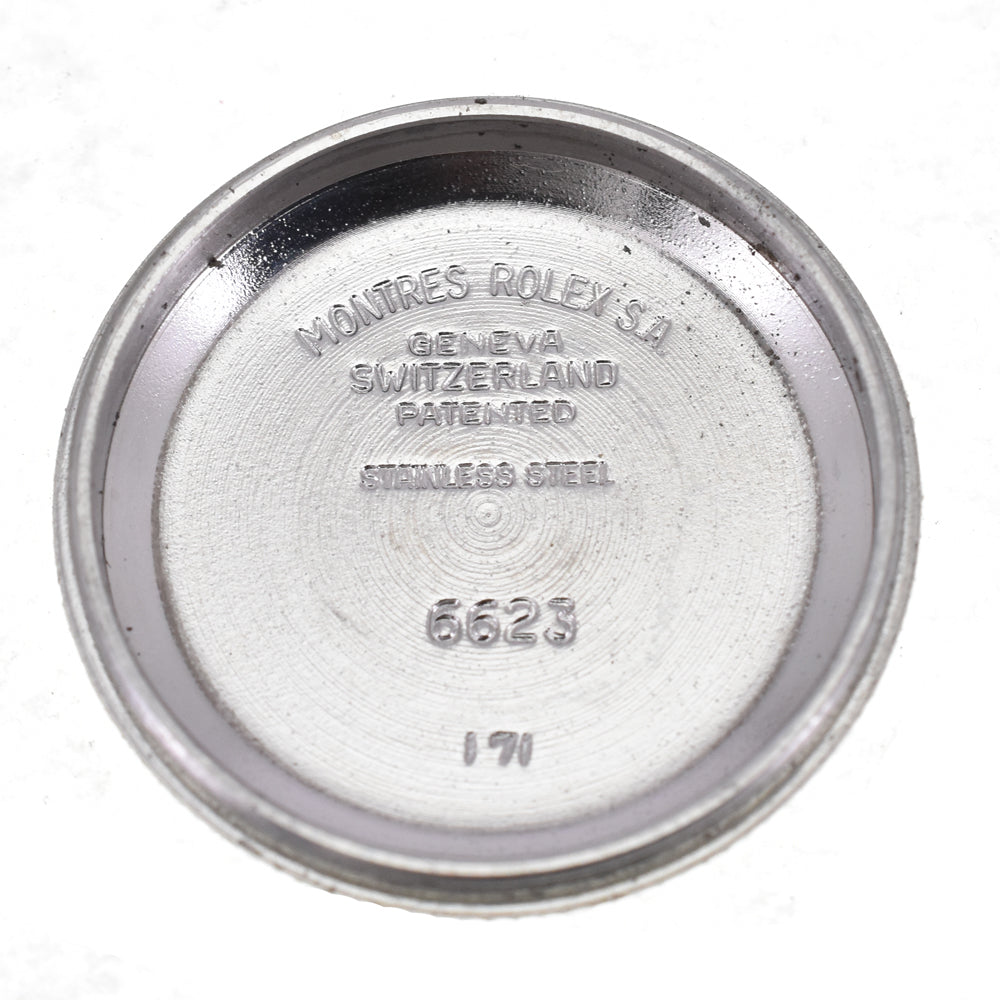 MONTRES ROLEX S.A
GENEVA
SWITZERLAND
PATENTED
STAINLESS STEEL
6623
I 71